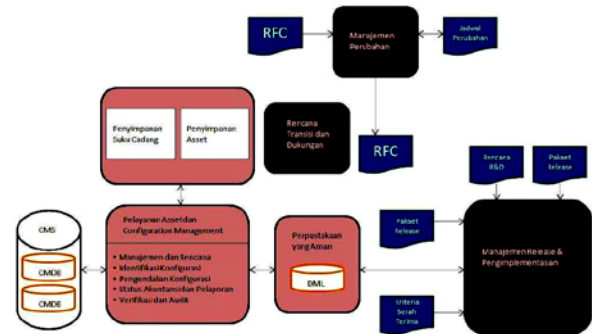 RFC
Manajemen
Perubahan
Jadwal
Perubahan
Penyimpanan
Suku Cadang
Penyimpanan
Asset
Rencana
Transisi dan
Dukungan
RFC
Rencana
R&D
Paket
Release
CMS
CMDB
CMDB
Pelayanan Asset dan
Configuration Management
• Manajemen dan Rencana
• Identifikasi Konfigurasi
• Pengendalian Konfigurasi
• Status Akuntansi dan Pelaporan
• Verifikasi dan Audit
Perpustakaan
yang Aman
DML
Paket
Release
Manajemen Release &
Pengimplementasan
Criteria
Serah
Terima